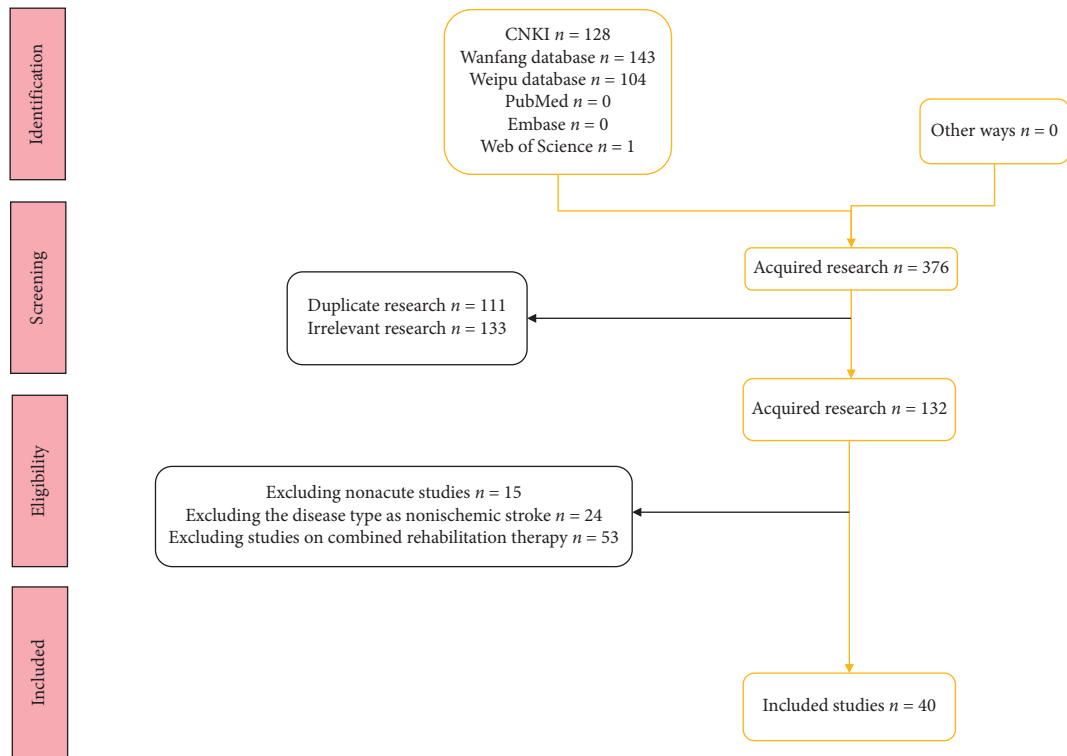 Identification
CNKI n = 128
Wanfang database n = 143
Weipu database n = 104
PubMed n = 0
Embase n = 0
Web of Science n = 1
Other ways n = 0
Screening
Acquired research n = 376
Duplicate research n = 111
Irrelevant research n = 133
Acquired research n = 132
Eligibility
Excluding nonacute studies n = 15
Excluding the disease type as nonischemic stroke n = 24
Excluding studies on combined rehabilitation therapy n = 53
Included
Included studies n = 40